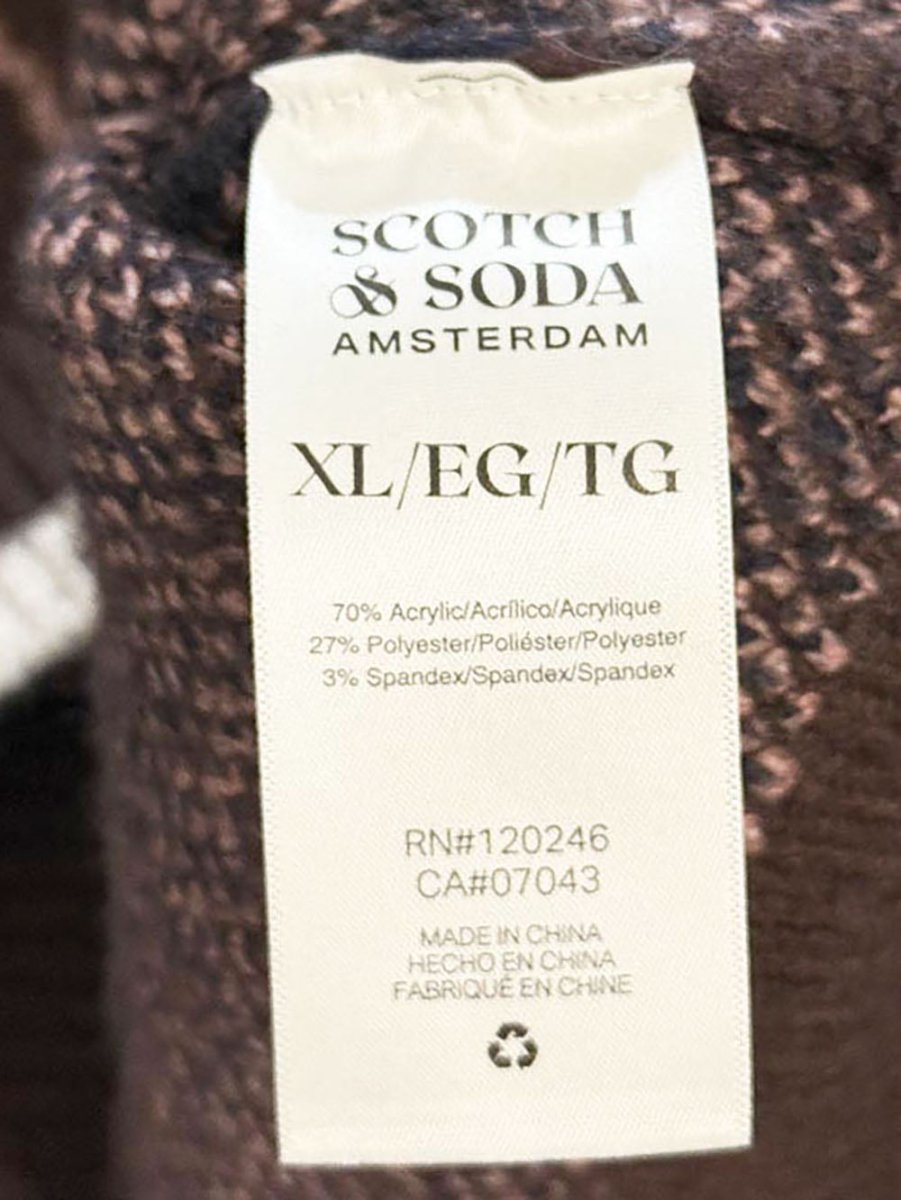 SCOTCH
& SODA
AMSTERDAM
XL/EG/TG
70% Acrylic/Acrílico/Acrylique
27% Polyester/Poliéster/Polyester
3% Spandex/Spandex/Spandex
RN#120246
CA#07043
MADE IN CHINA
HECHO EN CHINA
FABRIQUÉ EN CHINE